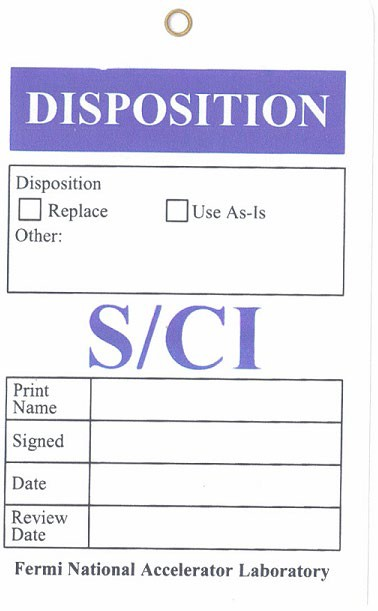 DISPOSITION
Disposition
Replace Use As-Is
Other:
S/CI
Print
Name
Signed
Date
Review
Date
Fermi National Accelerator Laboratory